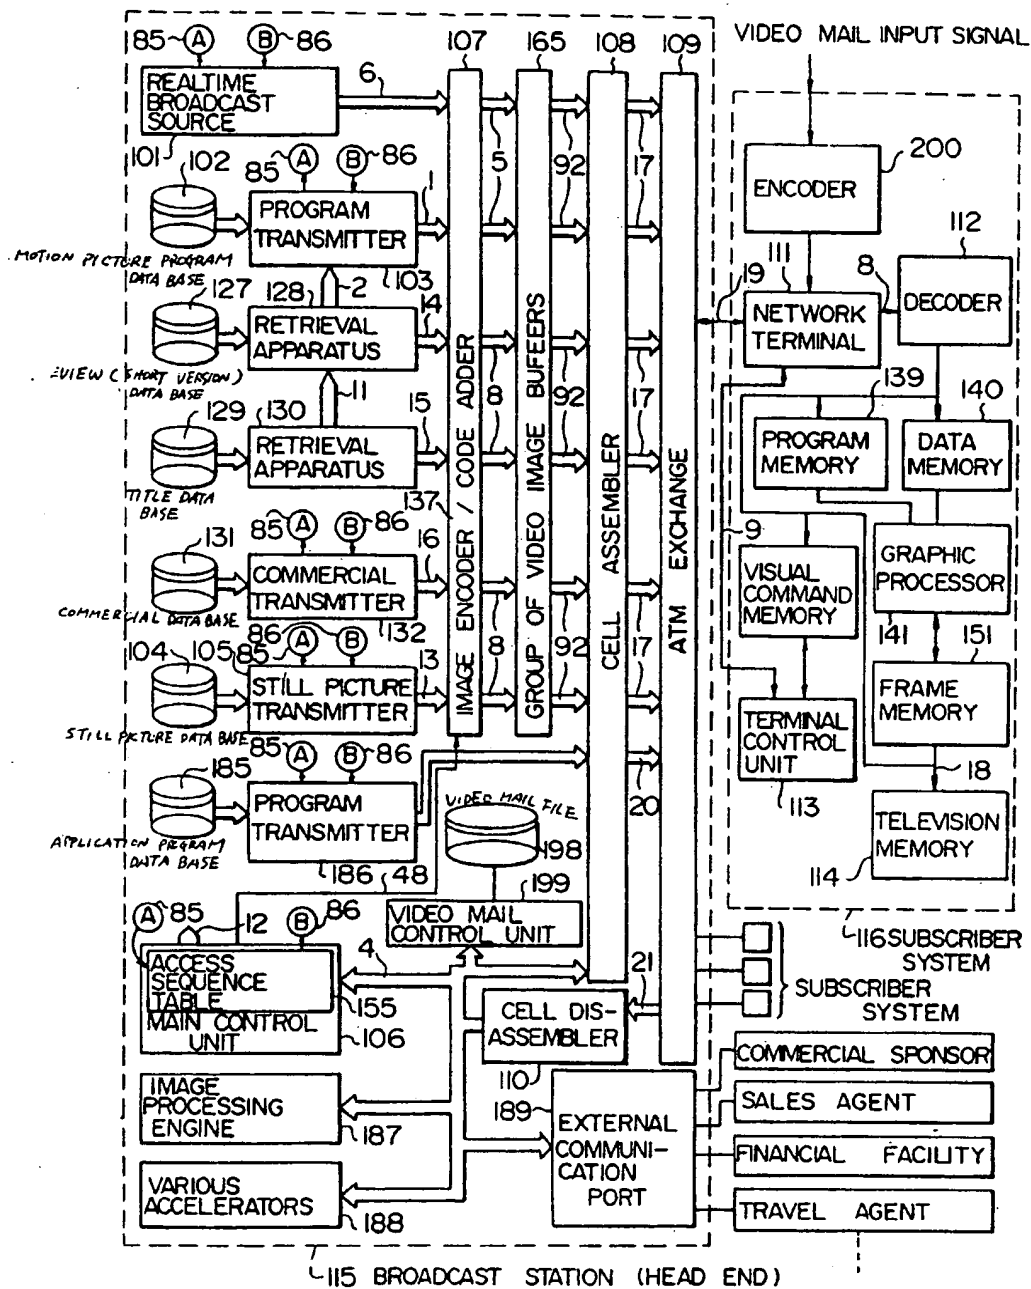 VIDEO MAIL INPUT SIGNAL
85 A B 86
107 165 108 109
REALTIME
BROADCAST
SOURCE
6
101
5 92 17
102
85 A B 86
PROGRAM
TRANSMITTER
1
MOTION PICTURE PROGRAM
DATA BASE
103
127 128 2 14
RETRIEVAL
APPARATUS
EVIEW (SHORT VERSION)
DATA BASE
11
8 92 17
129 130 15
RETRIEVAL
APPARATUS
TITLE DATA
BASE
137
85 A B 86
131 16
COMMERCIAL
TRANSMITTER
COMMERCIAL DATA BASE
132
86
104 105 85 A B
13
STILL PICTURE
TRANSMITTER
8 92 17
STILL PICTURE DATA BASE
85 A B 86
185
PROGRAM
TRANSMITTER
APPLICATION PROGRAM
DATA BASE
186 48
20
IMAGE ENCODER / CODE ADDER
GROUP OF VIDEO IMAGE BUFEERS
CELL ASSEMBLER
ATM EXCHANGE
VIDEO MAIL FILE
198
199
VIDEO MAIL
CONTROL UNIT
A 85 12 B 86
4
ACCESS
SEQUENCE
TABLE
155
MAIN CONTROL
UNIT
106
21
CELL DIS-
ASSEMBLER
110
IMAGE
PROCESSING
ENGINE
187
VARIOUS
ACCELERATORS
188
189
EXTERNAL
COMMUNI-
CATION
PORT
115 BROADCAST STATION (HEAD END)
200
ENCODER
112
111
19
8
DECODER
NETWORK
TERMINAL
139
140
PROGRAM
MEMORY
DATA
MEMORY
9
VISUAL
COMMAND
MEMORY
GRAPHIC
PROCESSOR
141
151
FRAME
MEMORY
TERMINAL
CONTROL
UNIT
113
18
TELEVISION
MEMORY
114
116 SUBSCRIBER
SYSTEM
SUBSCRIBER
SYSTEM
COMMERCIAL SPONSOR
SALES AGENT
FINANCIAL FACILITY
TRAVEL AGENT